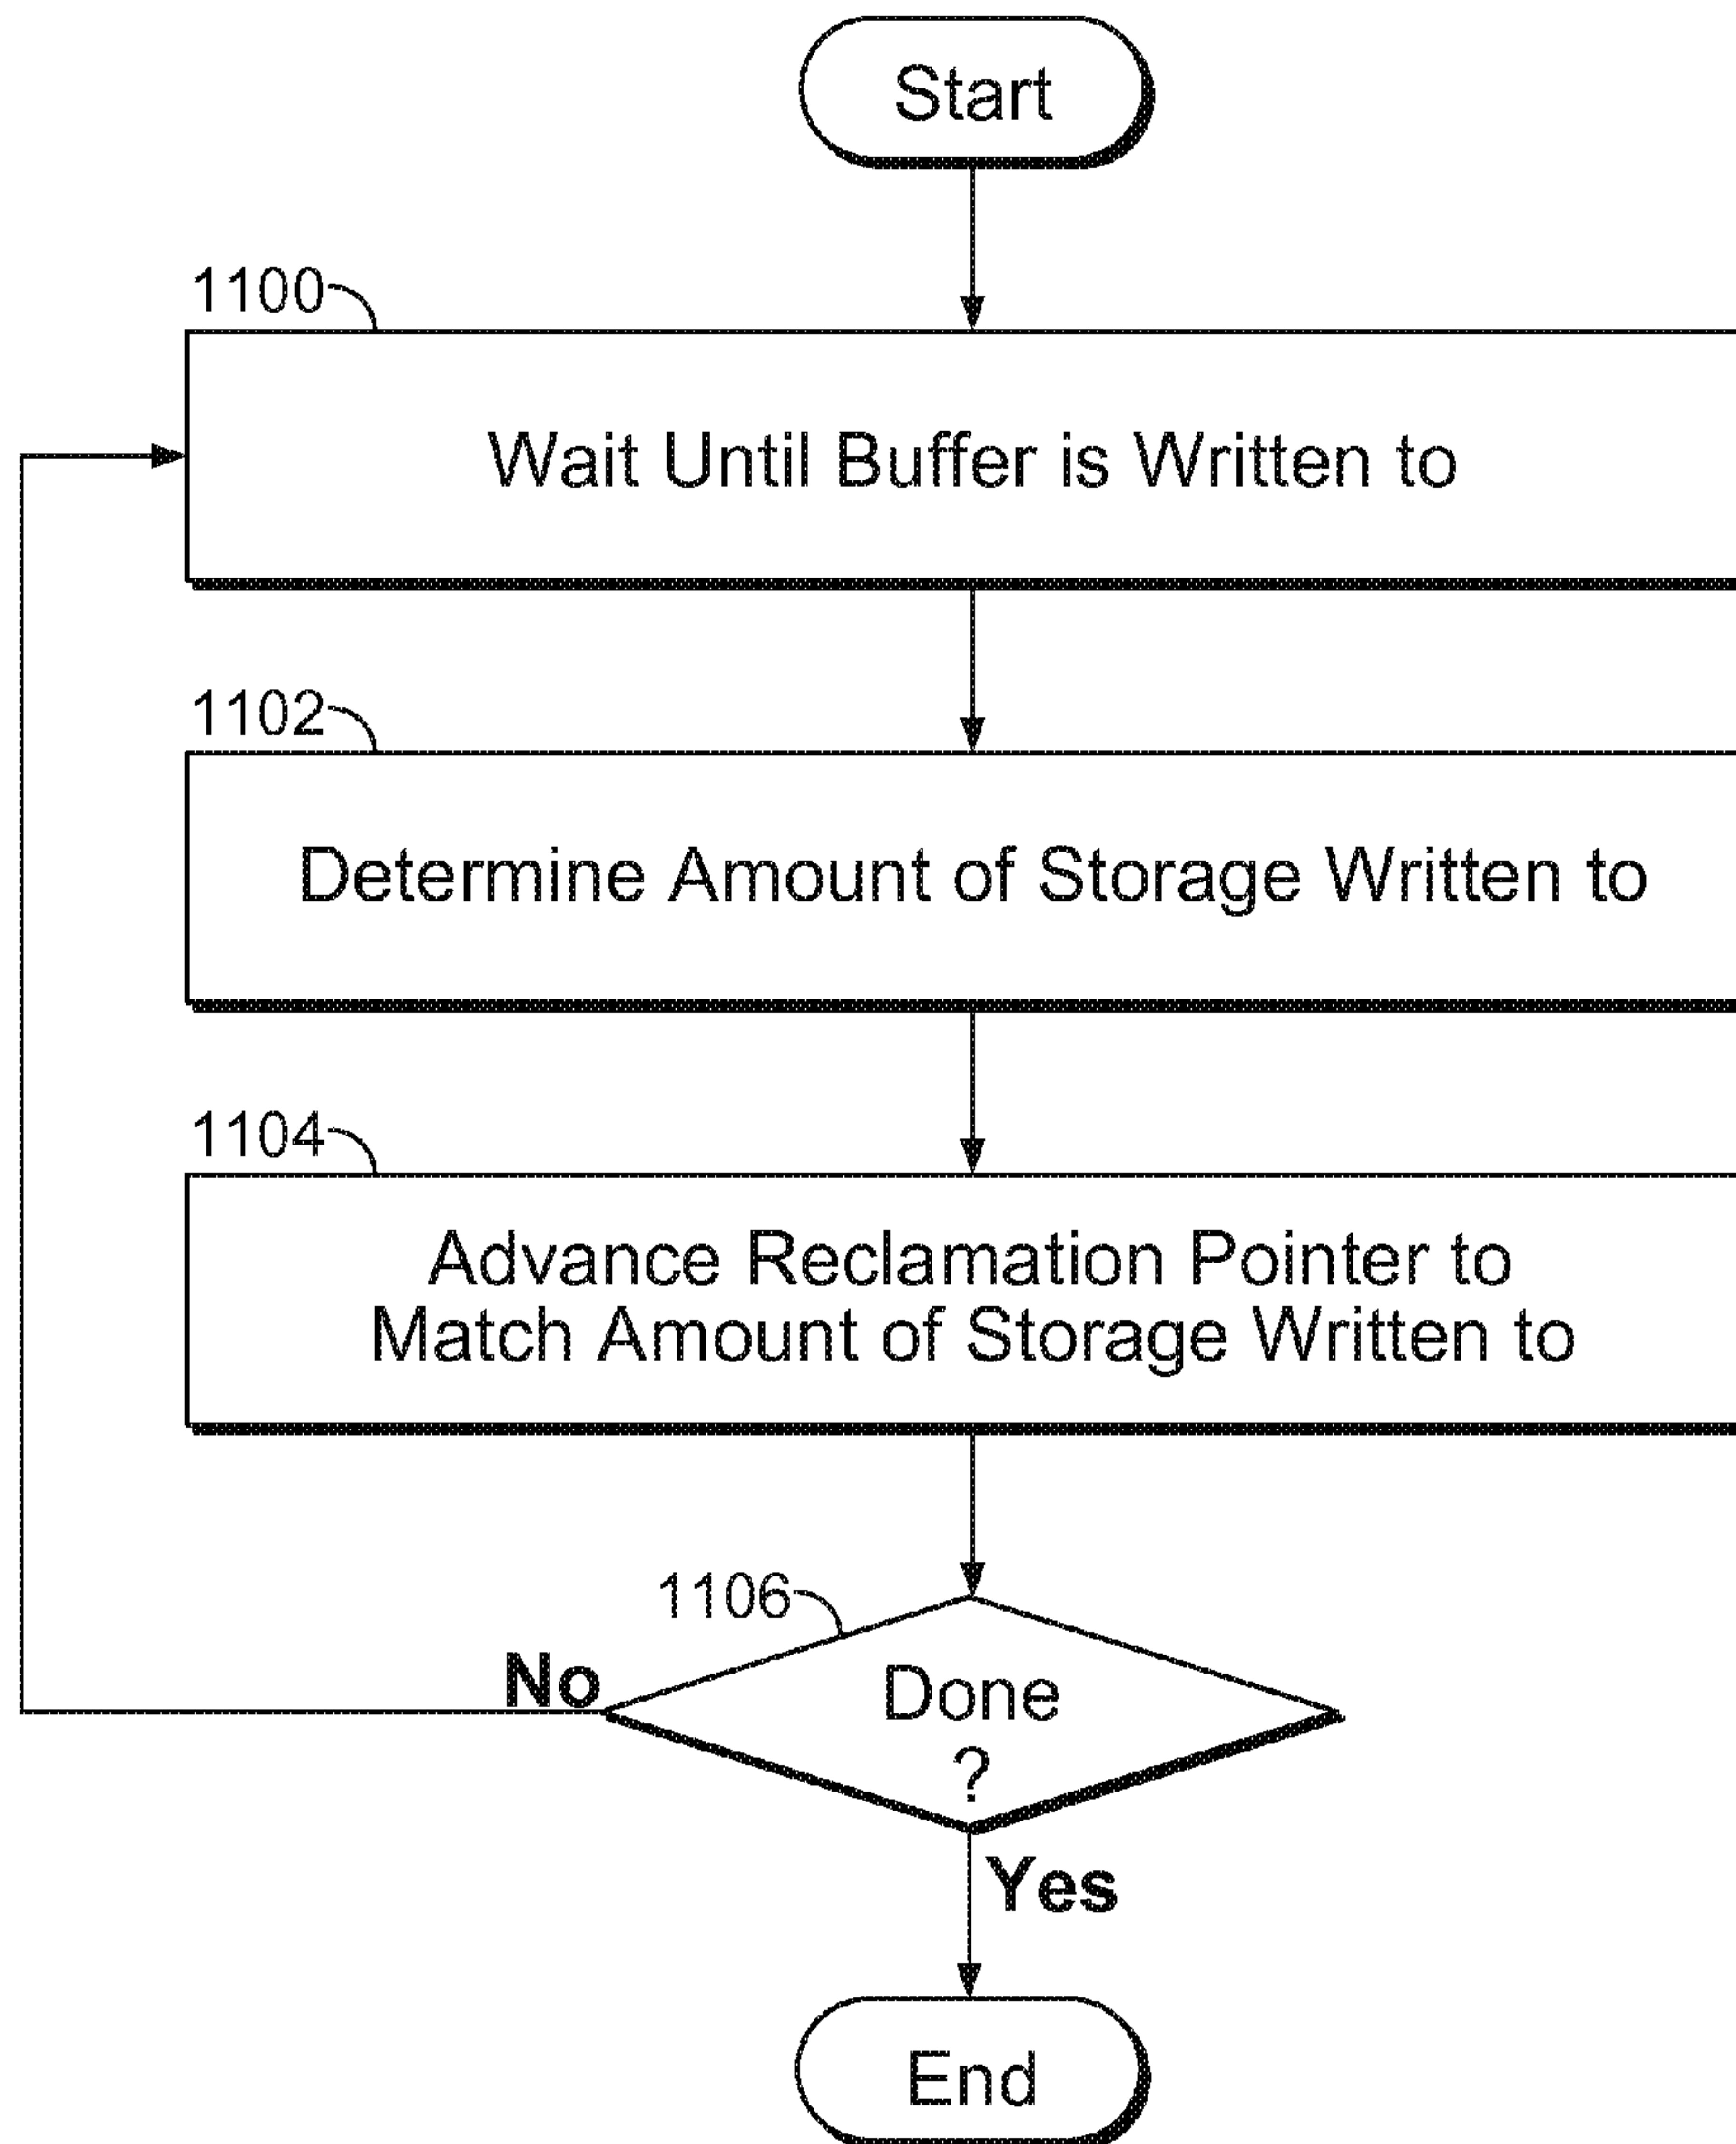 Start
1100
Wait Until Buffer is Written to
1102
Determine Amount of Storage Written to
1104
Advance Reclamation Pointer to
Match Amount of Storage Written to
1106
No
Done
?
Yes
End